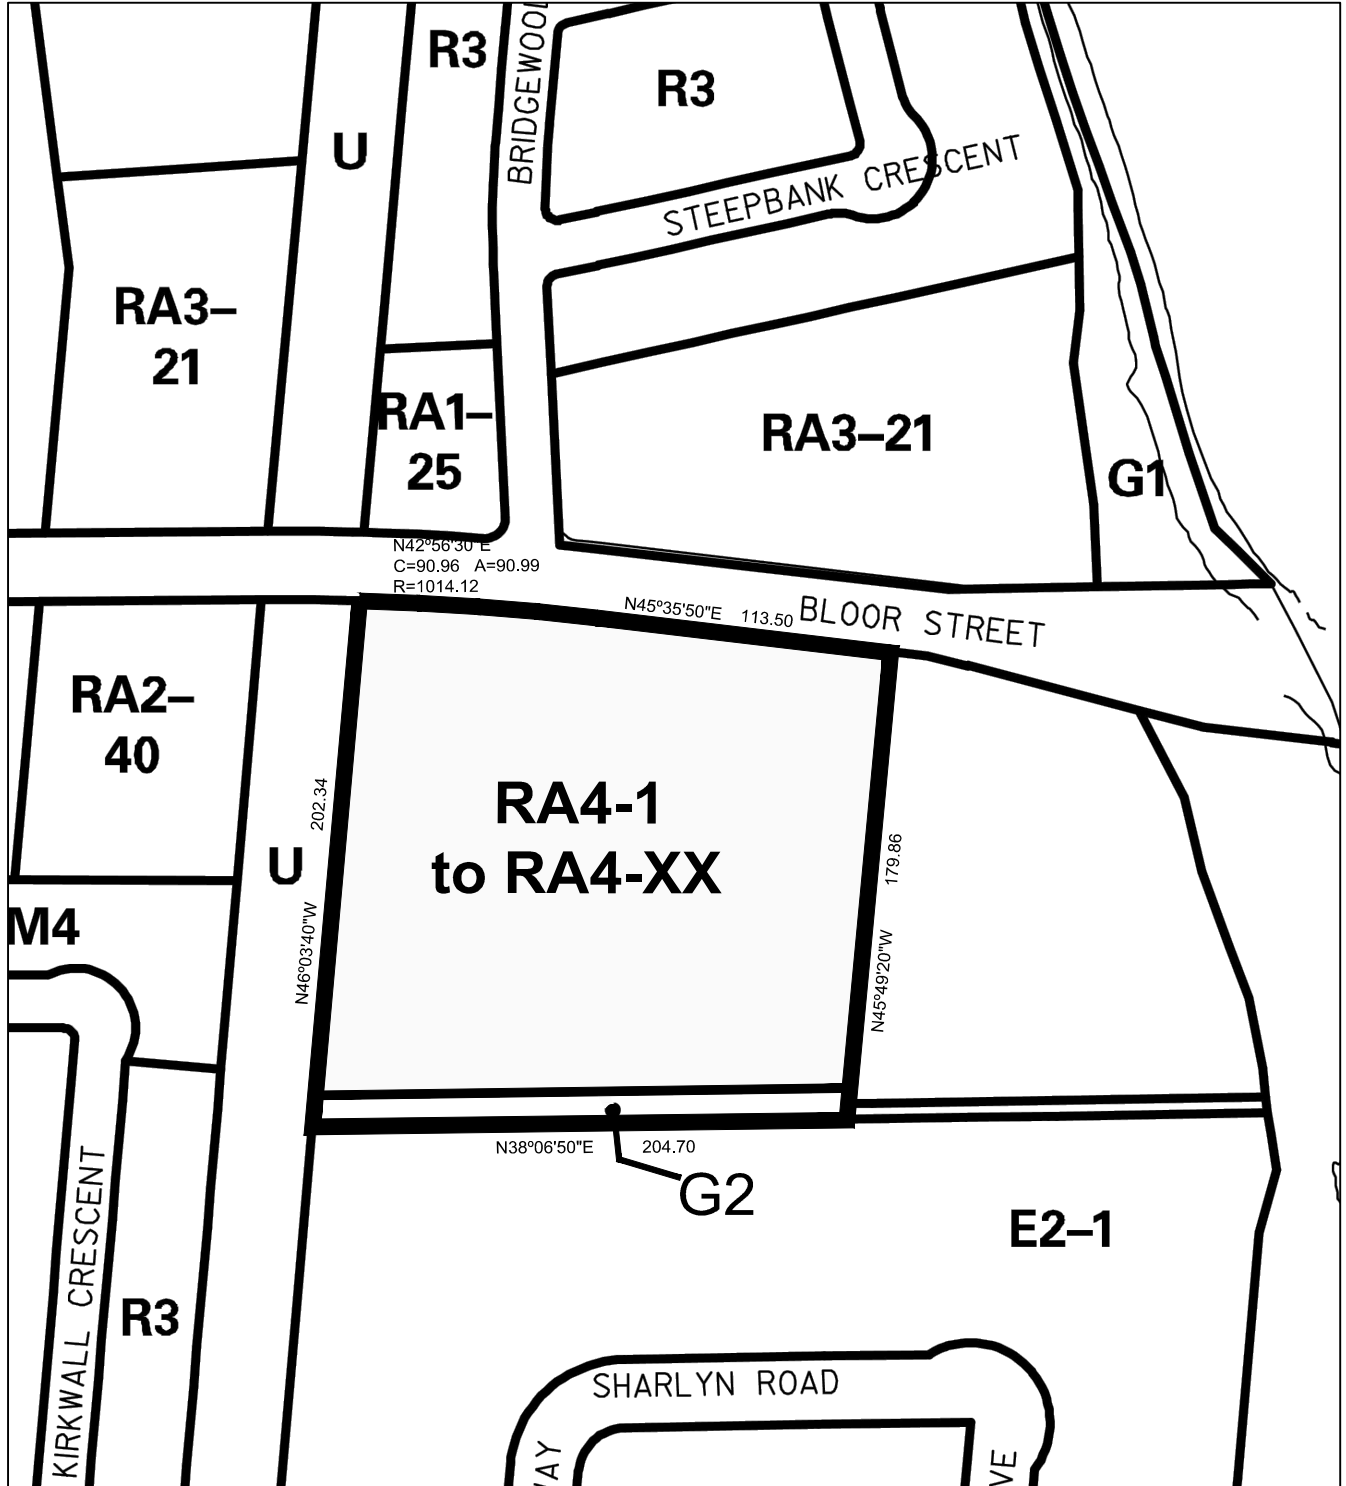 R3
BRIDGEWOOD
R3
U
STEEPBANK CRESCENT
RA3–
21
RA1–
25
RA3–21
G1
N42º56'30"E
C=90.96 A=90.99
R=1014.12
N45º35'50"E 113.50
BLOOR STREET
RA2–
40
202.34
RA4-1
to RA4-XX
179.86
U
M4
N46º03'40"W
N45º49'20"W
N38º06'50"E 204.70
G2
KIRKWALL CRESCENT
R3
E2–1
SHARLYN ROAD
WAY
VE